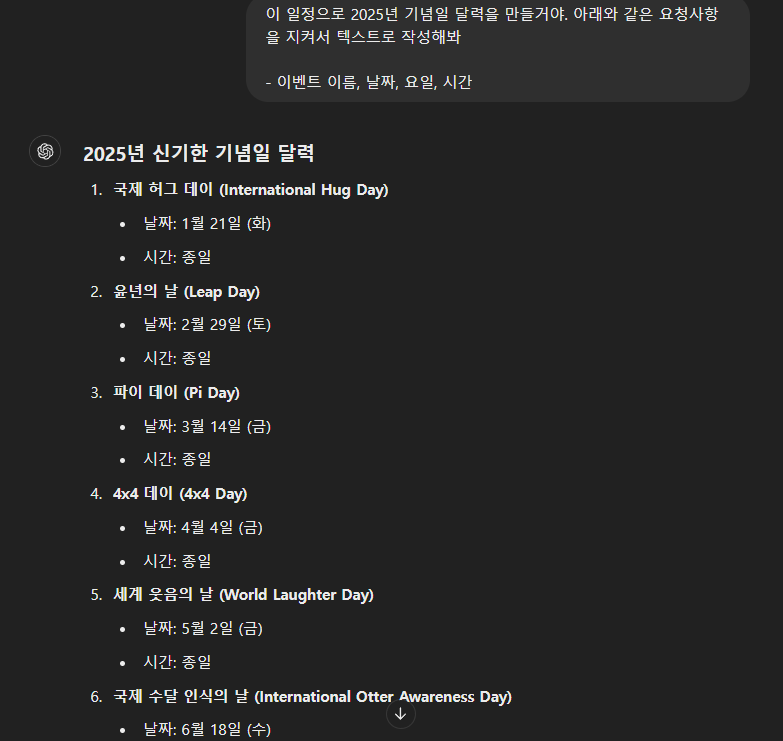 이 일정으로 2025년 기념일 달력을 만들거야. 아래와 같은 요청사항
을 지켜서 텍스트로 작성해봐
- 이벤트 이름, 날짜, 요일, 시간
2025년 신기한 기념일 달력
1. 국제 허그 데이 (International Hug Day)
• 날짜: 1월 21일 (화)
• 시간: 종일
2. 윤년의 날 (Leap Day)
• 날짜: 2월 29일 (토)
• 시간: 종일
3. 파이 데이 (Pi Day)
• 날짜: 3월 14일 (금)
• 시간: 종일
4. 4x4 데이 (4x4 Day)
• 날짜: 4월 4일 (금)
• 시간: 종일
5. 세계 웃음의 날 (World Laughter Day)
• 날짜: 5월 2일 (금)
• 시간: 종일
6. 국제 수달 인식의 날 (International Otter Awareness Day)
• 날짜: 6월 18일 (수)